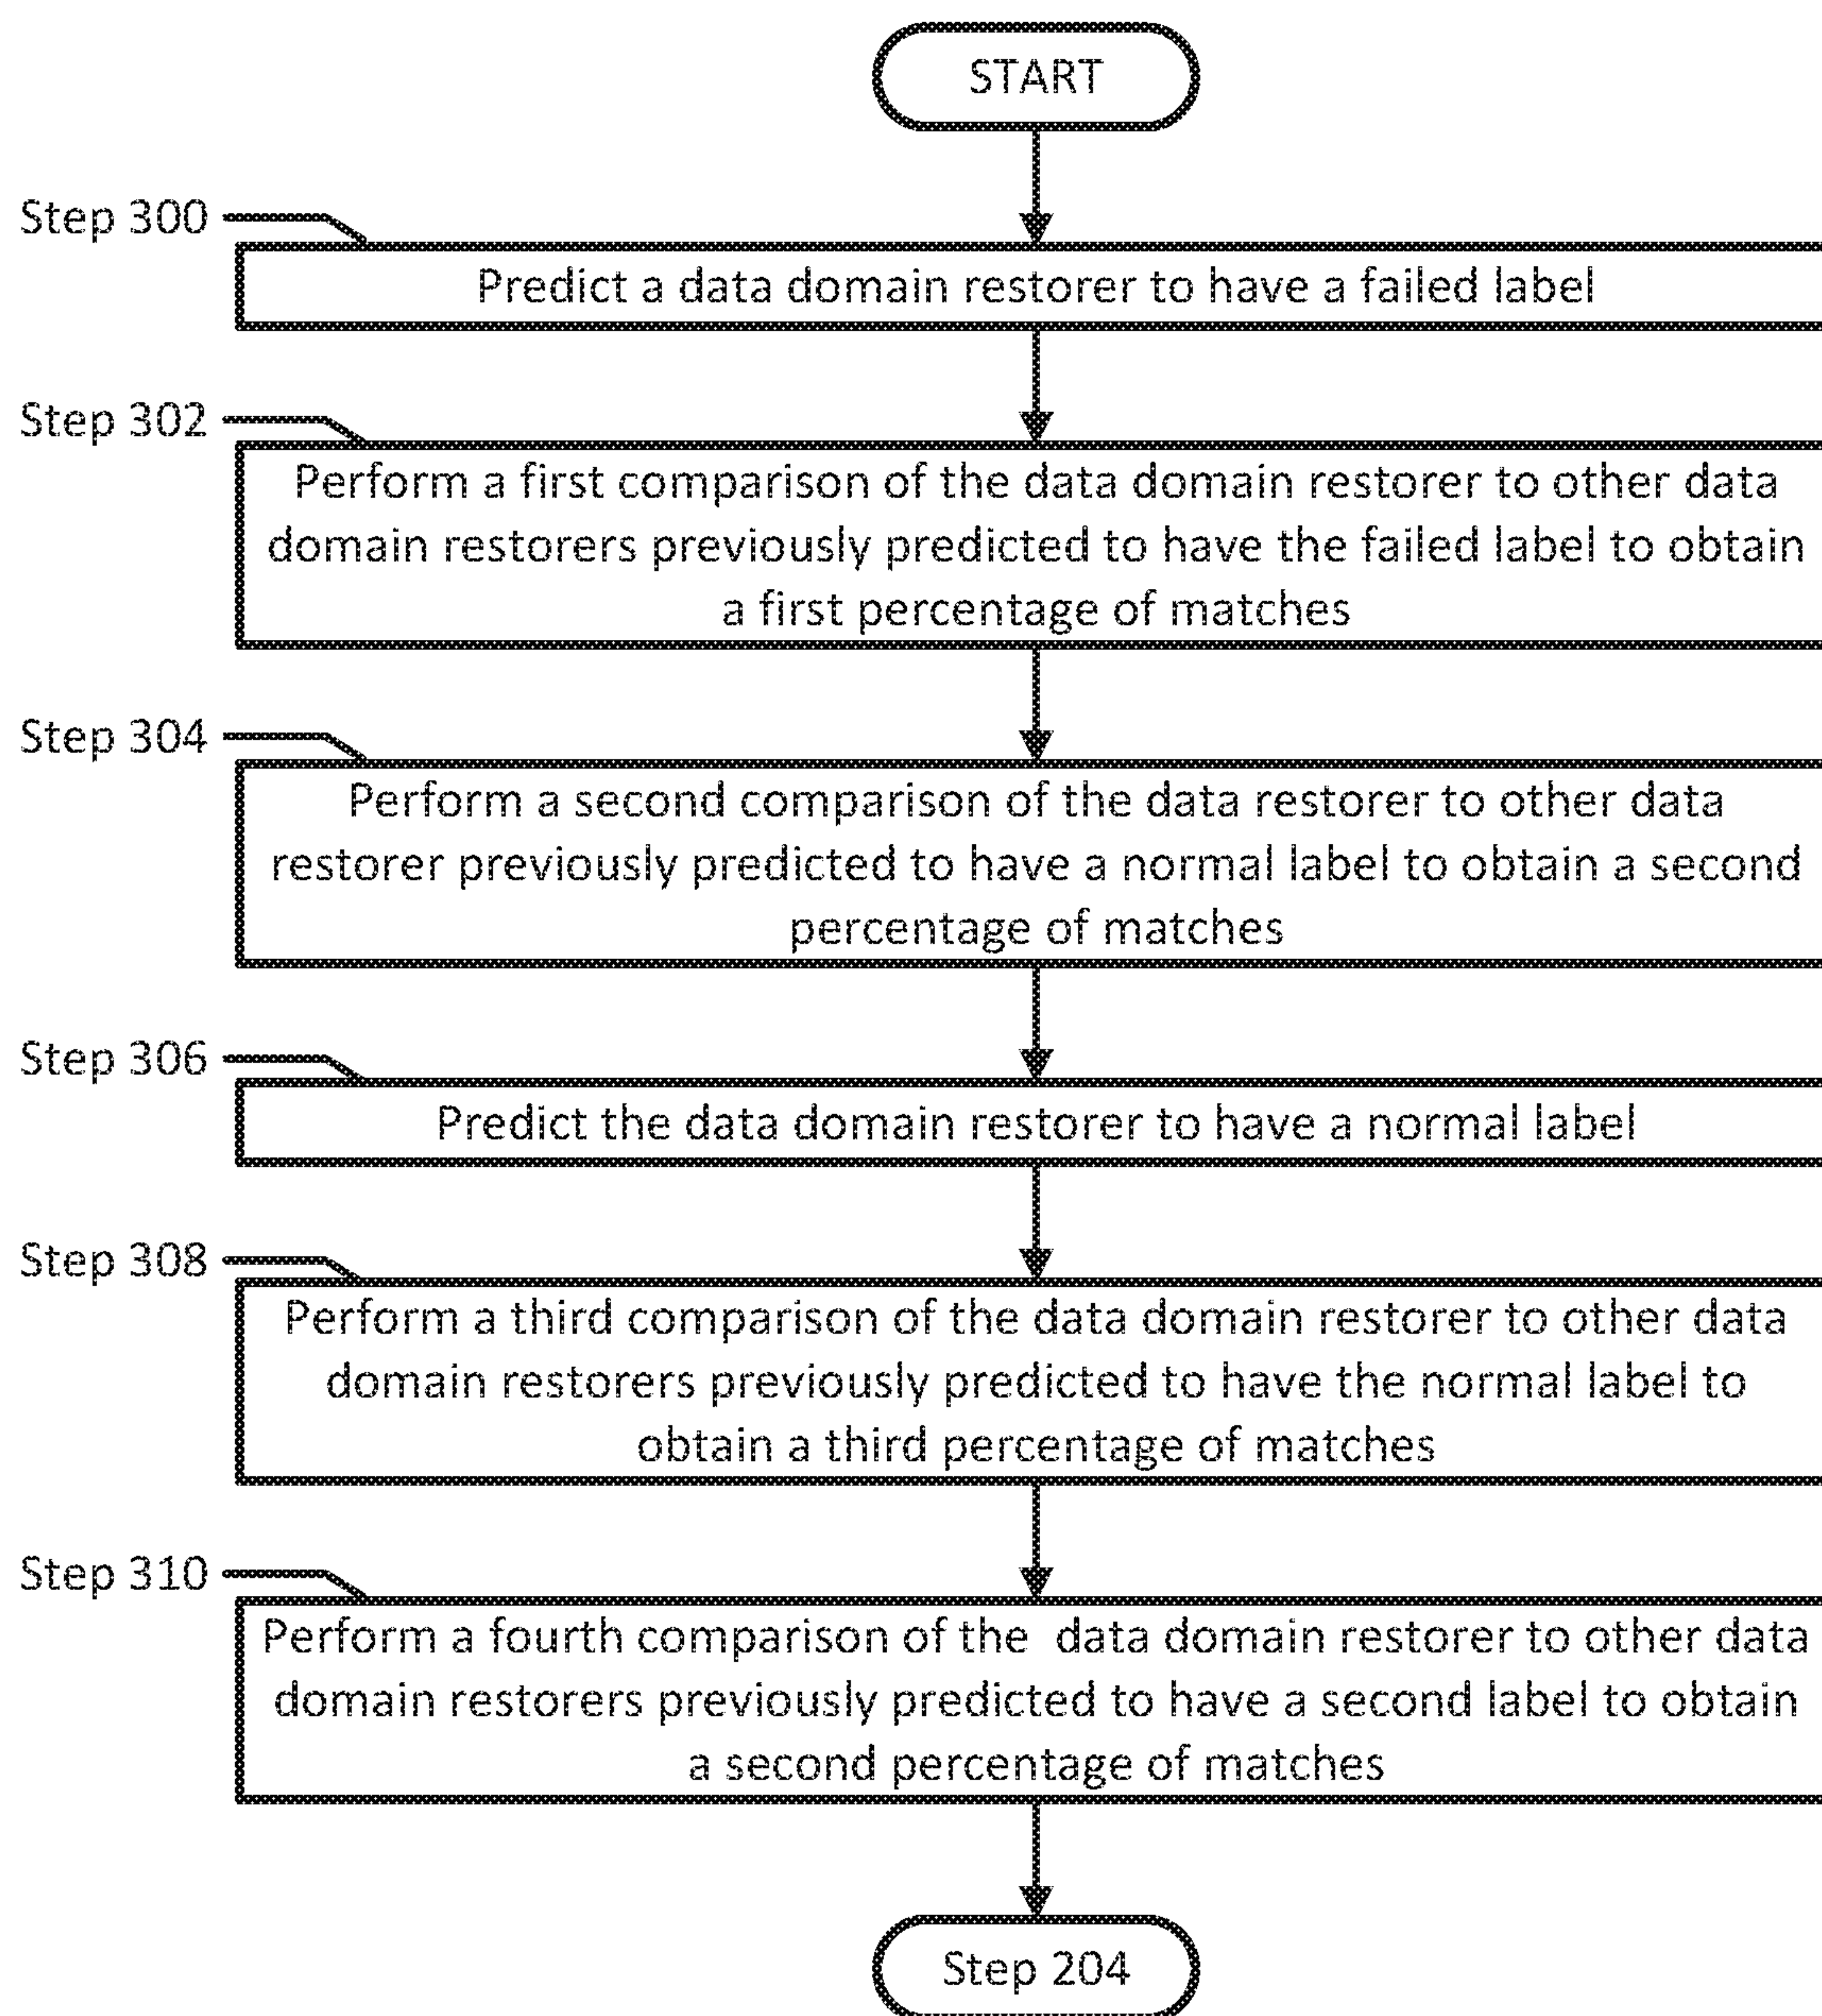 START
Step 300
Predict a data domain restorer to have a failed label
Step 302
Perform a first comparison of the data domain restorer to other data
domain restorers previously predicted to have the failed label to obtain
a first percentage of matches
Step 304
Perform a second comparison of the data restorer to other data
restorer previously predicted to have a normal label to obtain a second
percentage of matches
Step 306
Predict the data domain restorer to have a normal label
Step 308
Perform a third comparison of the data domain restorer to other data
domain restorers previously predicted to have the normal label to
obtain a third percentage of matches
Step 310
Perform a fourth comparison of the data domain restorer to other data
domain restorers previously predicted to have a second label to obtain
a second percentage of matches
Step 204